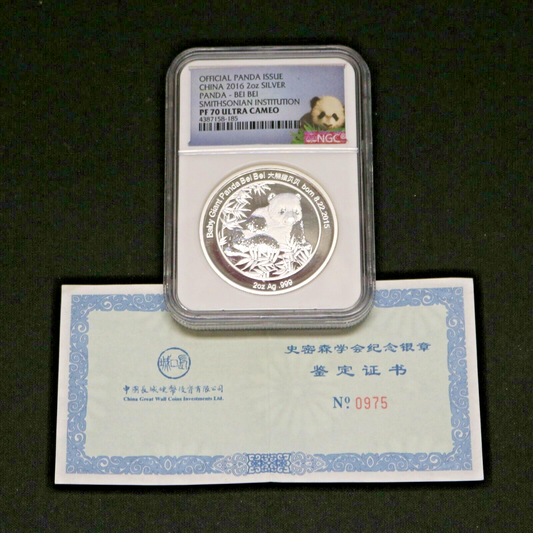 OFFICIAL PANDA ISSUE
CHINA 2016 2oz SILVER
PANDA - BEI BEI
SMITHSONIAN INSTITUTION
PF 70 ULTRA CAMEO
4387158-185
NGC
Baby Giant Panda Bei Bei 大熊猫贝贝 born 8.22.2015
2oz Ag .999
中国长城硬币投资有限公司
China Great Wall Coins Investments Ltd.
史密森学会纪念银章
鉴定证书
No 0975